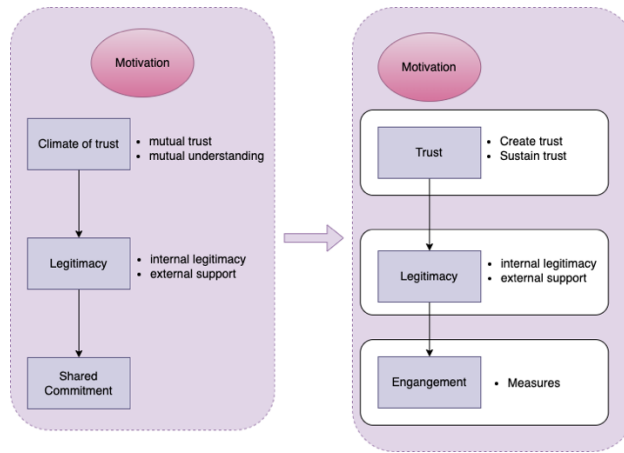 Motivation
Climate of trust
• mutual trust
• mutual understanding
Legitimacy
• internal legitimacy
• external support
Shared
Commitment
Motivation
Trust
• Create trust
• Sustain trust
Legitimacy
• internal legitimacy
• external support
Engangement
• Measures